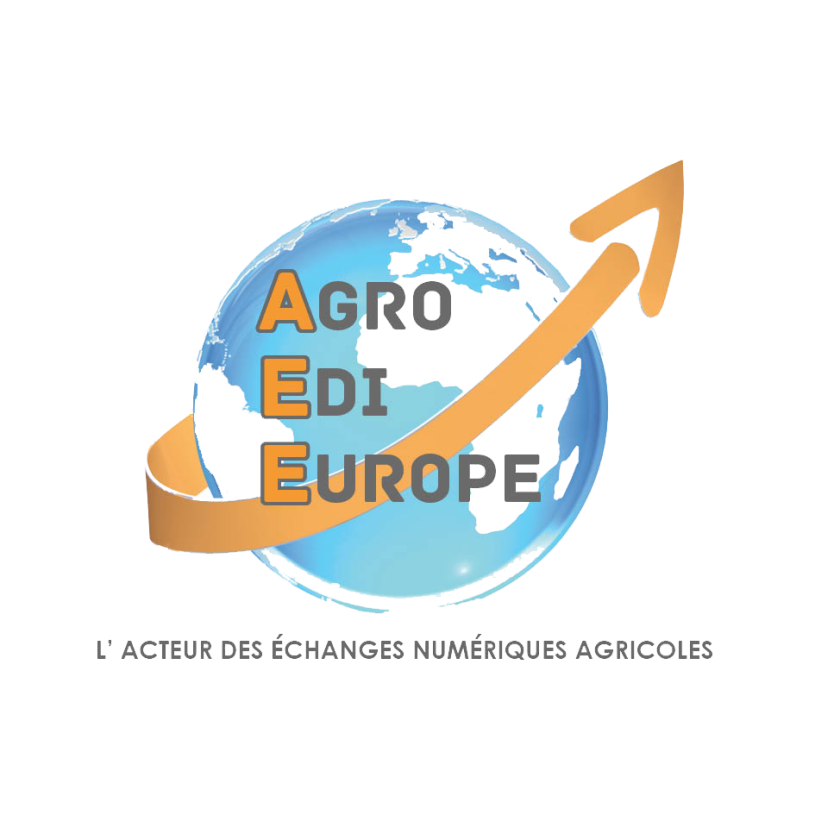 AGRO
EDI
EUROPE
L' ACTEUR DES ÉCHANGES NUMÉRIQUES AGRICOLES